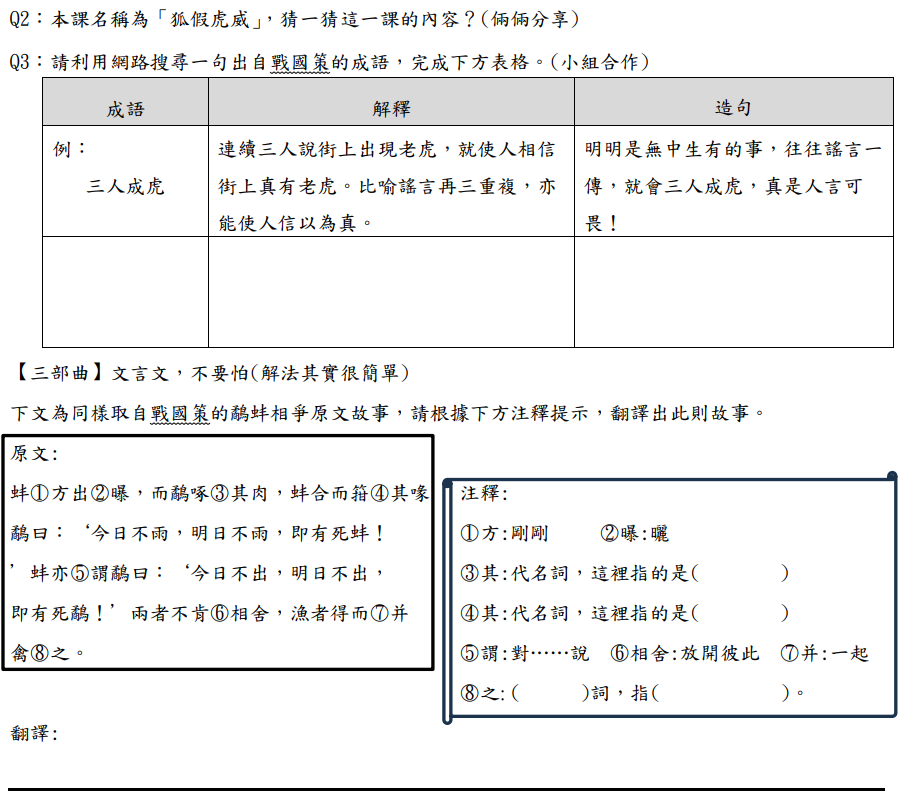 Q2：本課名稱為「狐假虎威」，猜一猜這一課的內容？(倆倆分享)
Q3：請利用網路搜尋一句出自戰國策的成語，完成下方表格。(小組合作)
成語
解釋
造句
例：
三人成虎
連續三人說街上出現老虎，就使人相信
街上真有老虎。比喻謠言再三重複，亦
能使人信以為真。
明明是無中生有的事，往往謠言一
傳，就會三人成虎，真是人言可
畏！
【三部曲】文言文，不要怕(解法其實很簡單)
下文為同樣取自戰國策的鷸蚌相爭原文故事，請根據下方注釋提示，翻譯出此則故事。
原文:
蚌①方出②曝，而鷸啄③其肉，蚌合而箝④其喙
鷸曰：‘今日不雨，明日不雨，即有死蚌！
’蚌亦⑤謂鷸曰：‘今日不出，明日不出，
即有死鷸！’兩者不肯⑥相舍，漁者得而⑦并
禽⑧之。
注釋:
①方:剛剛　　②曝:曬
③其:代名詞，這裡指的是(　　　　)
④其:代名詞，這裡指的是(　　　　)
⑤謂:對……說　⑥相舍:放開彼此　⑦并:一起
⑧之:(　　　)詞，指(　　　　　　)。
翻譯: